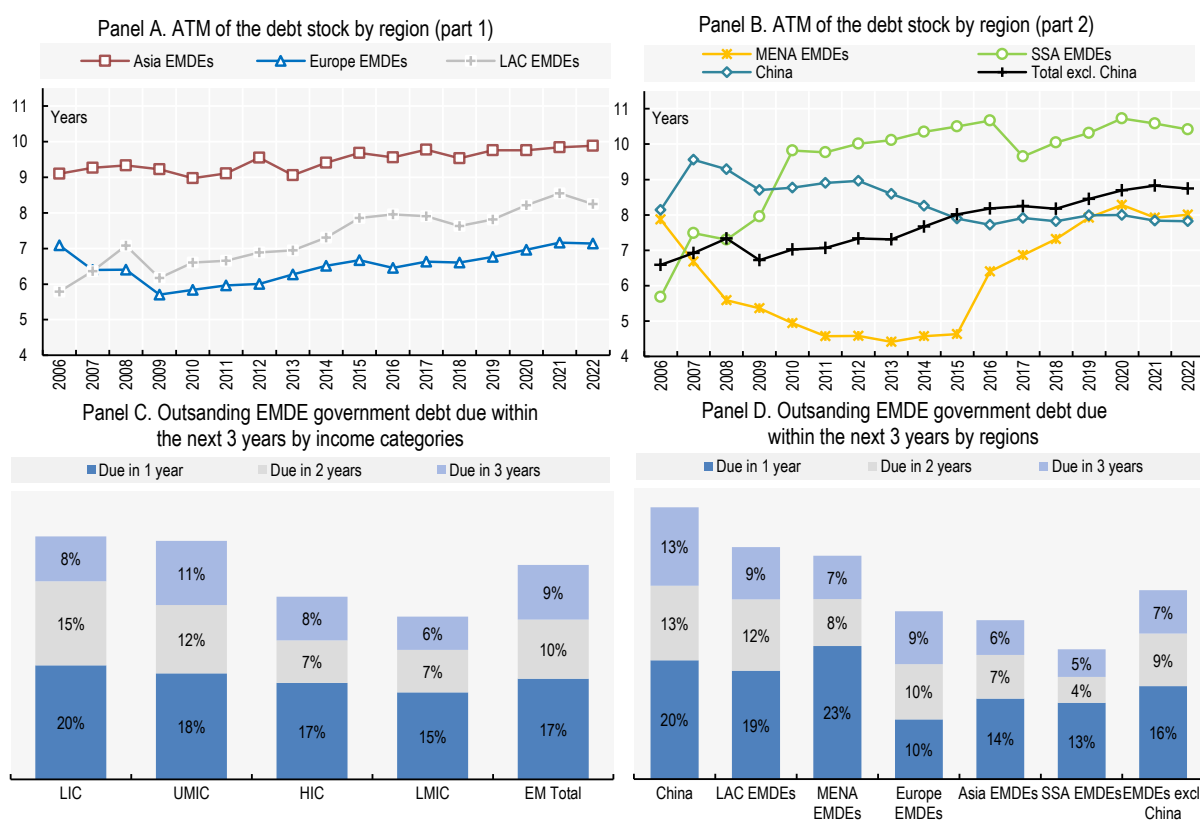 Panel A. ATM of the debt stock by region (part 1)
Asia EMDEs Europe EMDEs LAC EMDEs
Years
11
10
9
8
7
6
5
4
2006 2007 2008 2009 2010 2011 2012 2013 2014 2015 2016 2017 2018 2019 2020 2021 2022
Panel B. ATM of the debt stock by region (part 2)
MENA EMDEs SSA EMDEs
China Total excl. China
Years
11
10
9
8
7
6
5
4
2006 2007 2008 2009 2010 2011 2012 2013 2014 2015 2016 2017 2018 2019 2020 2021 2022
Panel C. Outsanding EMDE government debt due within
the next 3 years by income categories
Due in 1 year Due in 2 years Due in 3 years
8% 11% 8% 6% 9%
15% 12% 7% 7% 10%
20% 18% 17% 15% 17%
LIC UMIC HIC LMIC EM Total
Panel D. Outsanding EMDE government debt due
within the next 3 years by regions
Due in 1 year Due in 2 years Due in 3 years
13% 9% 7% 9% 6% 5% 7%
13% 12% 8% 10% 7% 4% 9%
20% 19% 23% 10% 14% 13% 16%
China LAC EMDEs MENA EMDEs Europe EMDEs Asia EMDEs SSA EMDEs EMDEs excl China